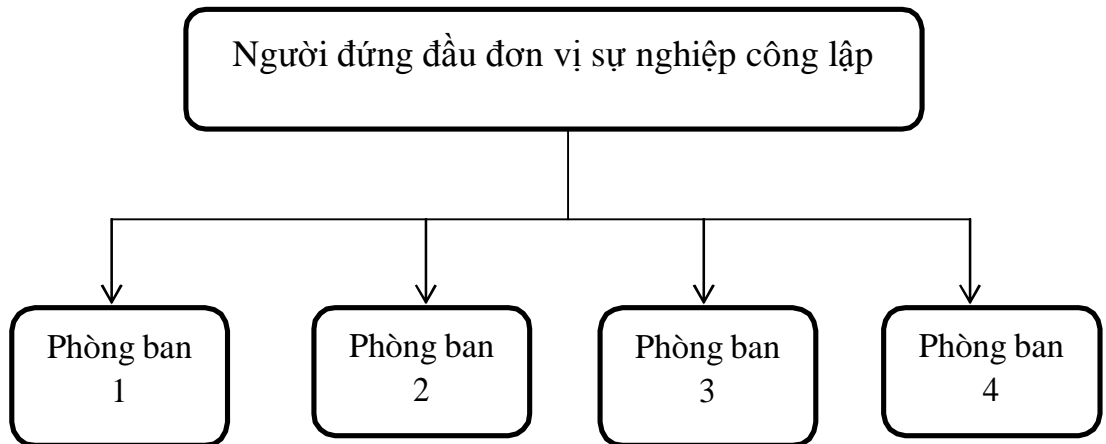 Người đứng đầu đơn vị sự nghiệp công lập
Phòng ban
1
Phòng ban
2
Phòng ban
3
Phòng ban
4